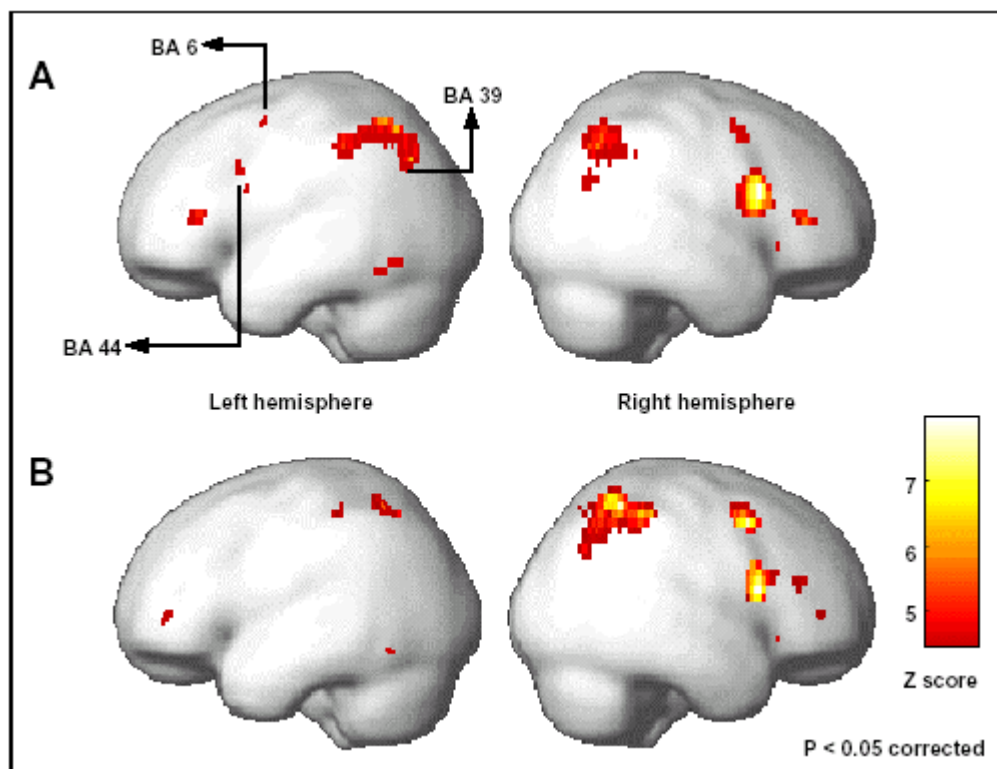 BA 6
A
BA 39
BA 44
Left hemisphere
Right hemisphere
B
7
6
5
Z score
P < 0.05 corrected